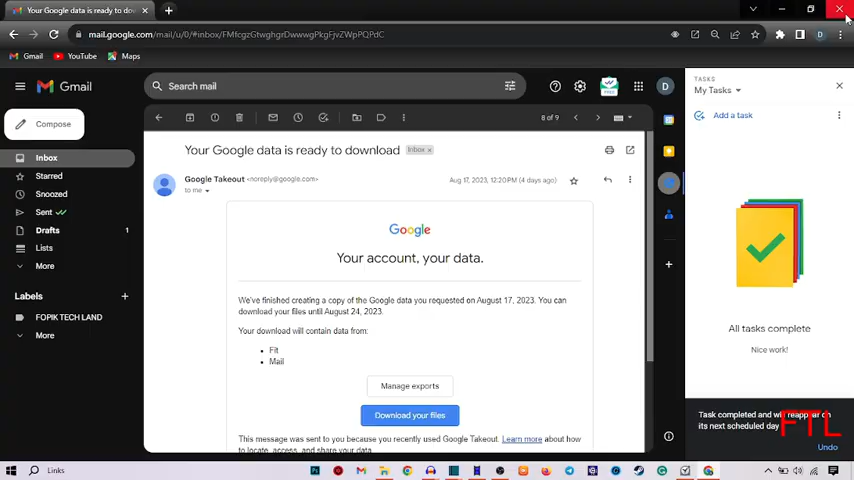 Your Google data is ready to dow
mail.google.com/mail/u/0/#inbox/FMfcgzGtwghgrDwwwgPkgFjvZWpPQPdC
Gmail
YouTube
Maps
Gmail
Search mail
FREE
D
D
TASKS
My Tasks
Compose
8 of 9
Add a task
Your Google data is ready to download
Inbox ×
Inbox
Starred
Snoozed
Sent
Drafts
1
Lists
More
Google Takeout <noreply@google.com>
Aug 17, 2023, 12:20PM (4 days ago)
to me
Google
Your account, your data.
We've finished creating a copy of the Google data you requested on August 17, 2023. You can
download your files until August 24, 2023.
Your download will contain data from:
Fit
Mail
Manage exports
Download your files
This message was sent to you because you recently used Google Takeout. Learn more about how
to locate, access, and share your data.
Labels
FOPIK TECH LAND
More
All tasks complete
Nice work!
Task completed and will reappear on
its next scheduled day
Undo
FTL
Links